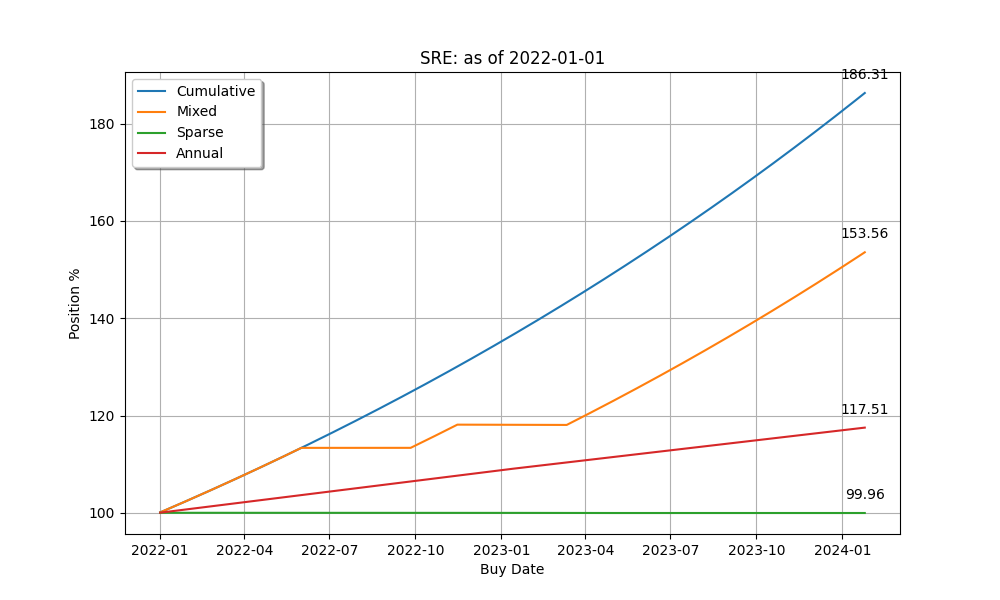 SRE: as of 2022-01-01
Cumulative
Mixed
Sparse
Annual
186.31
153.56
117.51
99.96
180
160
140
120
100
Position %
2022-01 2022-04 2022-07 2022-10 2023-01 2023-04 2023-07 2023-10 2024-01
Buy Date